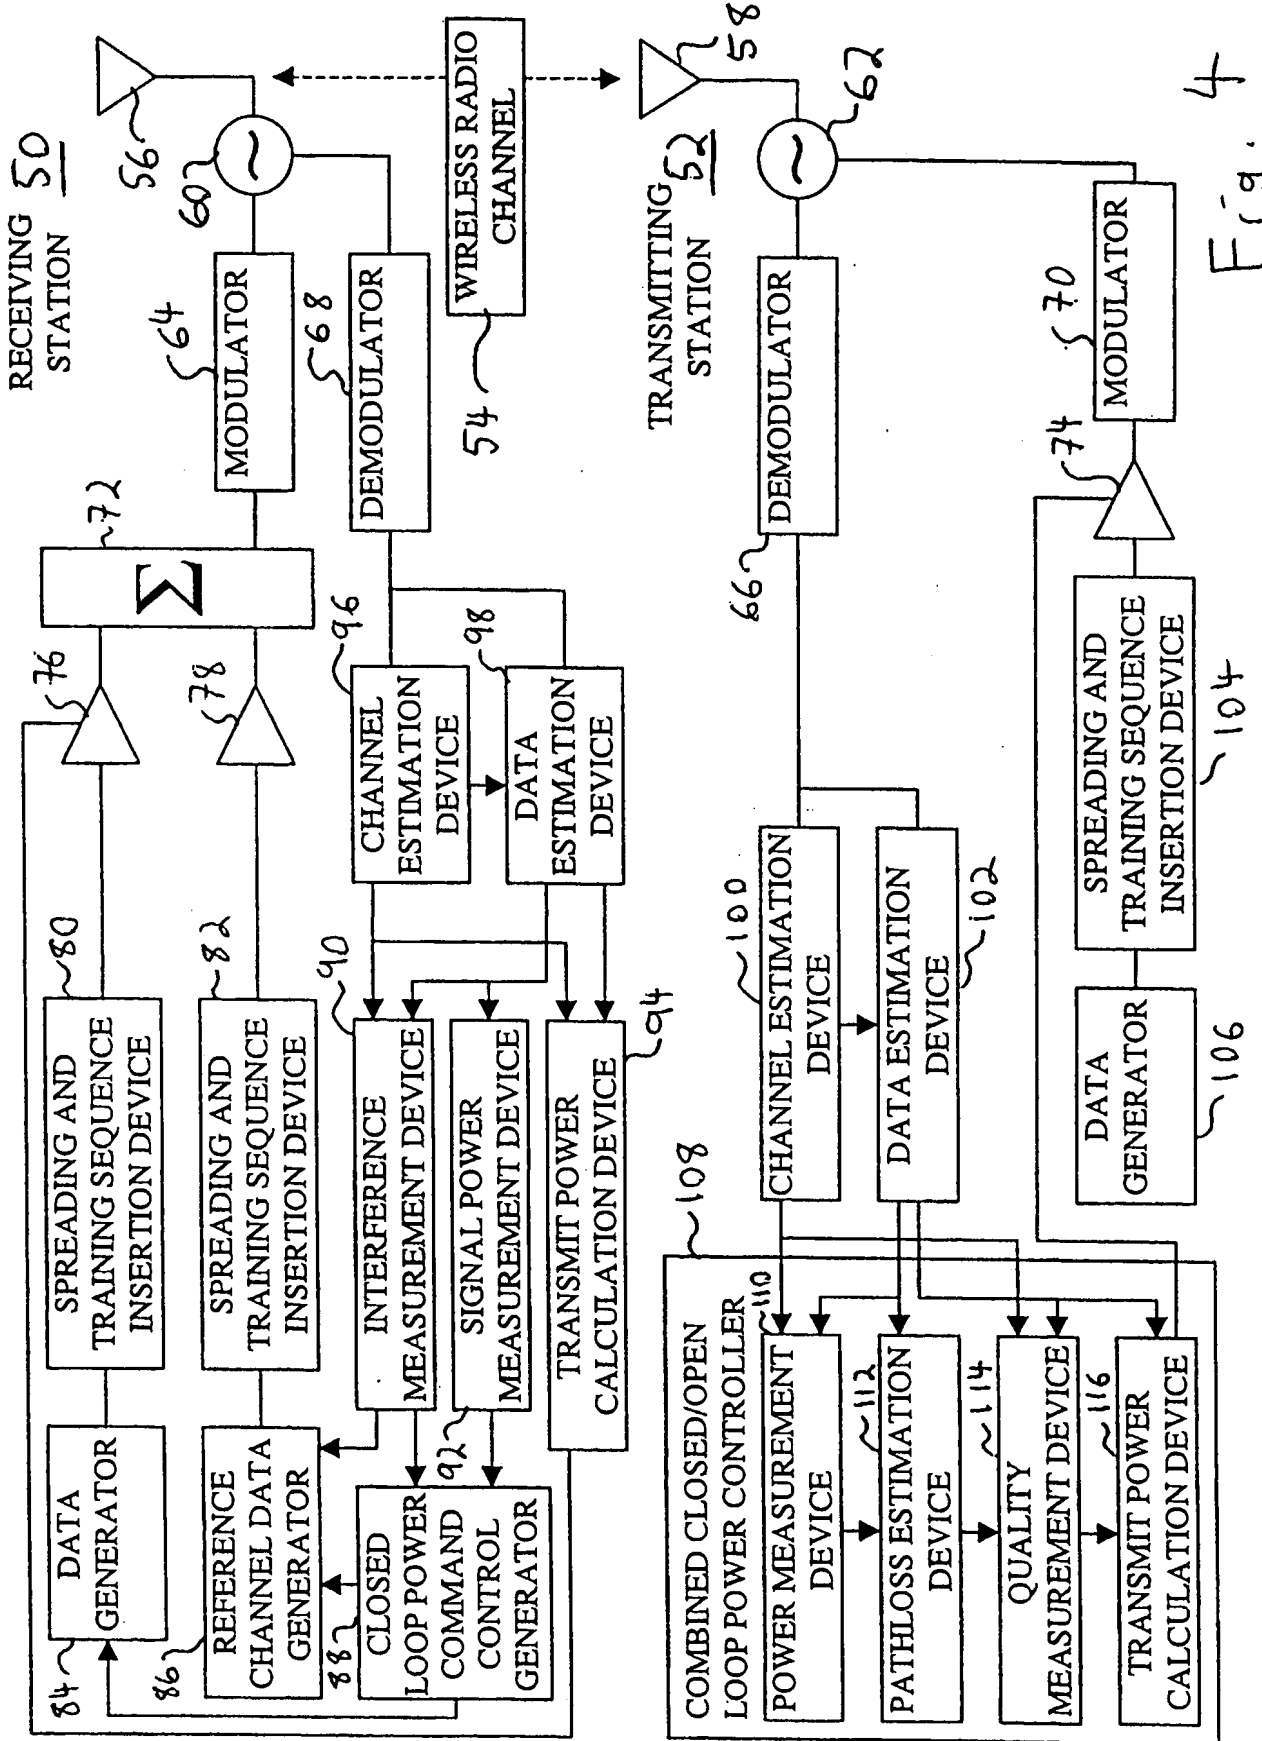 RECEIVING
STATION
50
56
60
MODULATOR
64
DEMODULATOR
68
72
Σ
76
78
SPREADING AND
TRAINING SEQUENCE
INSERTION DEVICE
80
SPREADING AND
TRAINING SEQUENCE
INSERTION DEVICE
82
DATA
GENERATOR
84
REFERENCE
CHANNEL DATA
GENERATOR
86
CLOSED
LOOP POWER
COMMAND
CONTROL
GENERATOR
88
INTERFERENCE
MEASUREMENT DEVICE
90
SIGNAL POWER
MEASUREMENT DEVICE
92
TRANSMIT POWER
CALCULATION DEVICE
94
CHANNEL
ESTIMATION
DEVICE
96
DATA
ESTIMATION
DEVICE
98
WIRELESS RADIO
CHANNEL
54
TRANSMITTING
STATION
52
58
62
DEMODULATOR
66
MODULATOR
70
74
CHANNEL ESTIMATION
DEVICE
100
DATA ESTIMATION
DEVICE
102
SPREADING AND
TRAINING SEQUENCE
INSERTION DEVICE
104
DATA
GENERATOR
106
108
COMBINED CLOSED/OPEN
LOOP POWER CONTROLLER
POWER MEASUREMENT
DEVICE
110
PATHLOSS ESTIMATION
DEVICE
112
QUALITY
MEASUREMENT DEVICE
114
TRANSMIT POWER
CALCULATION DEVICE
116
Fig. 4